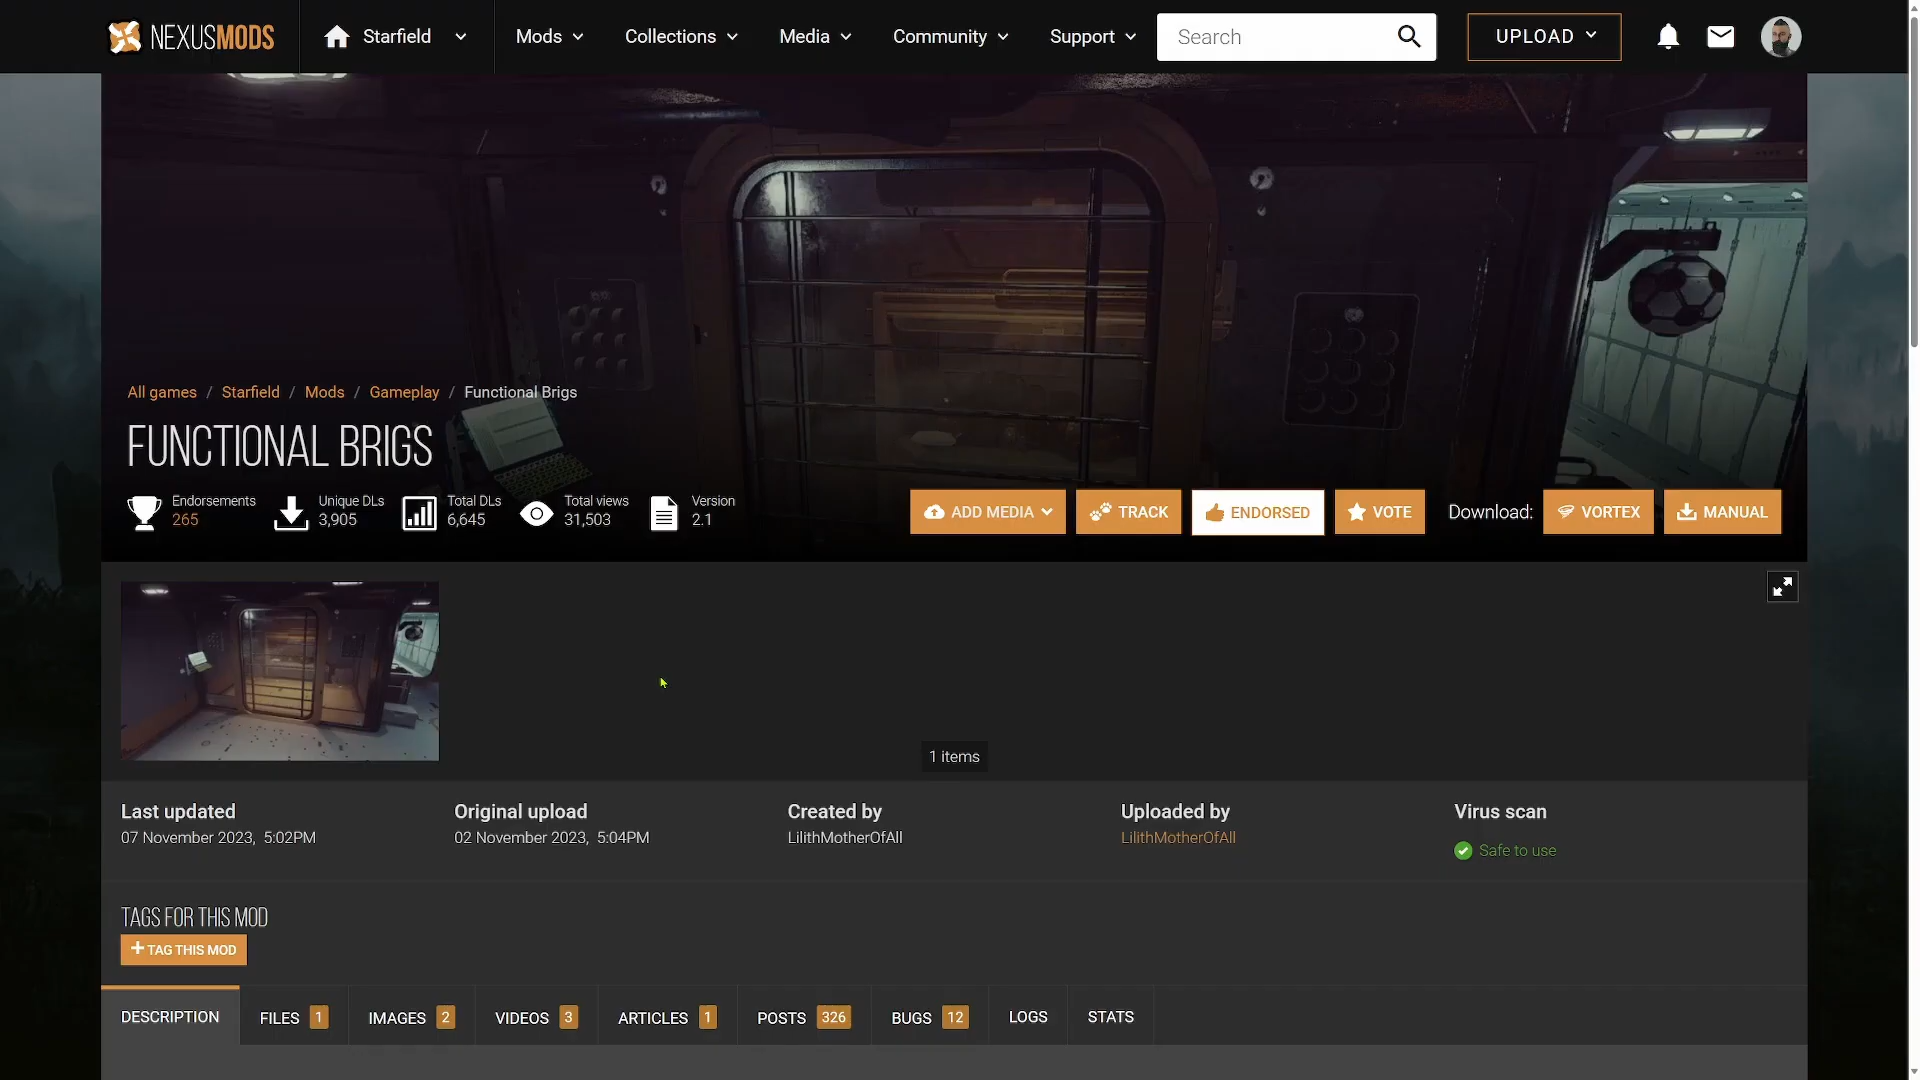 NEXUSMODS
Starfield
Mods
Collections
Media
Community
Support
Search
UPLOAD
All games / Starfield / Mods / Gameplay / Functional Brigs
FUNCTIONAL BRIGS
Endorsements
265
Unique DLs
3,905
Total DLs
6,645
Total views
31,503
Version
2.1
ADD MEDIA
TRACK
ENDORSED
VOTE
Download:
VORTEX
MANUAL
1 items
Last updated
07 November 2023, 5:02PM
Original upload
02 November 2023, 5:04PM
Created by
LilithMotherOfAll
Uploaded by
LilithMotherOfAll
Virus scan
Safe to use
TAGS FOR THIS MOD
+ TAG THIS MOD
DESCRIPTION
FILES 1
IMAGES 2
VIDEOS 3
ARTICLES 1
POSTS 326
BUGS 12
LOGS
STATS